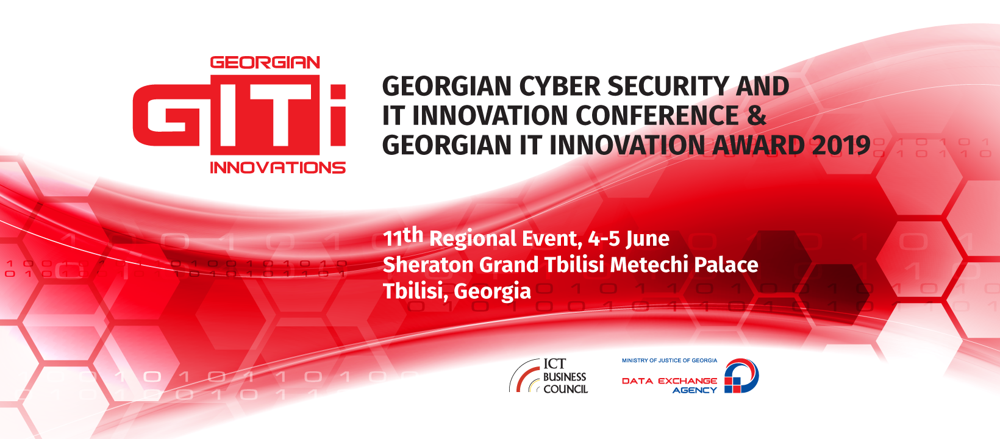 GEORGIAN
GITi
INNOVATIONS
GEORGIAN CYBER SECURITY AND
IT INNOVATION CONFERENCE &
GEORGIAN IT INNOVATION AWARD 2019
11th Regional Event, 4-5 June
Sheraton Grand Tbilisi Metechi Palace
Tbilisi, Georgia
ICT
BUSINESS
COUNCIL
MINISTRY OF JUSTICE OF GEORGIA
DATA EXCHANGE
AGENCY